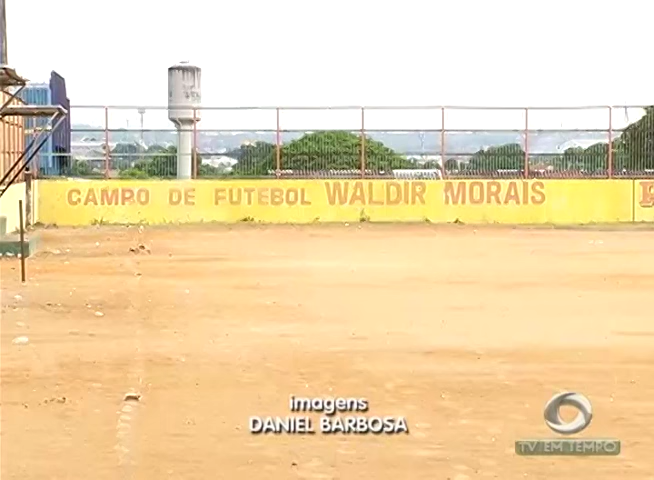 CAMPO DE FUTEBOL WALDIR MORAIS
imagens
DANIEL BARBOSA
TV EM TEMPO